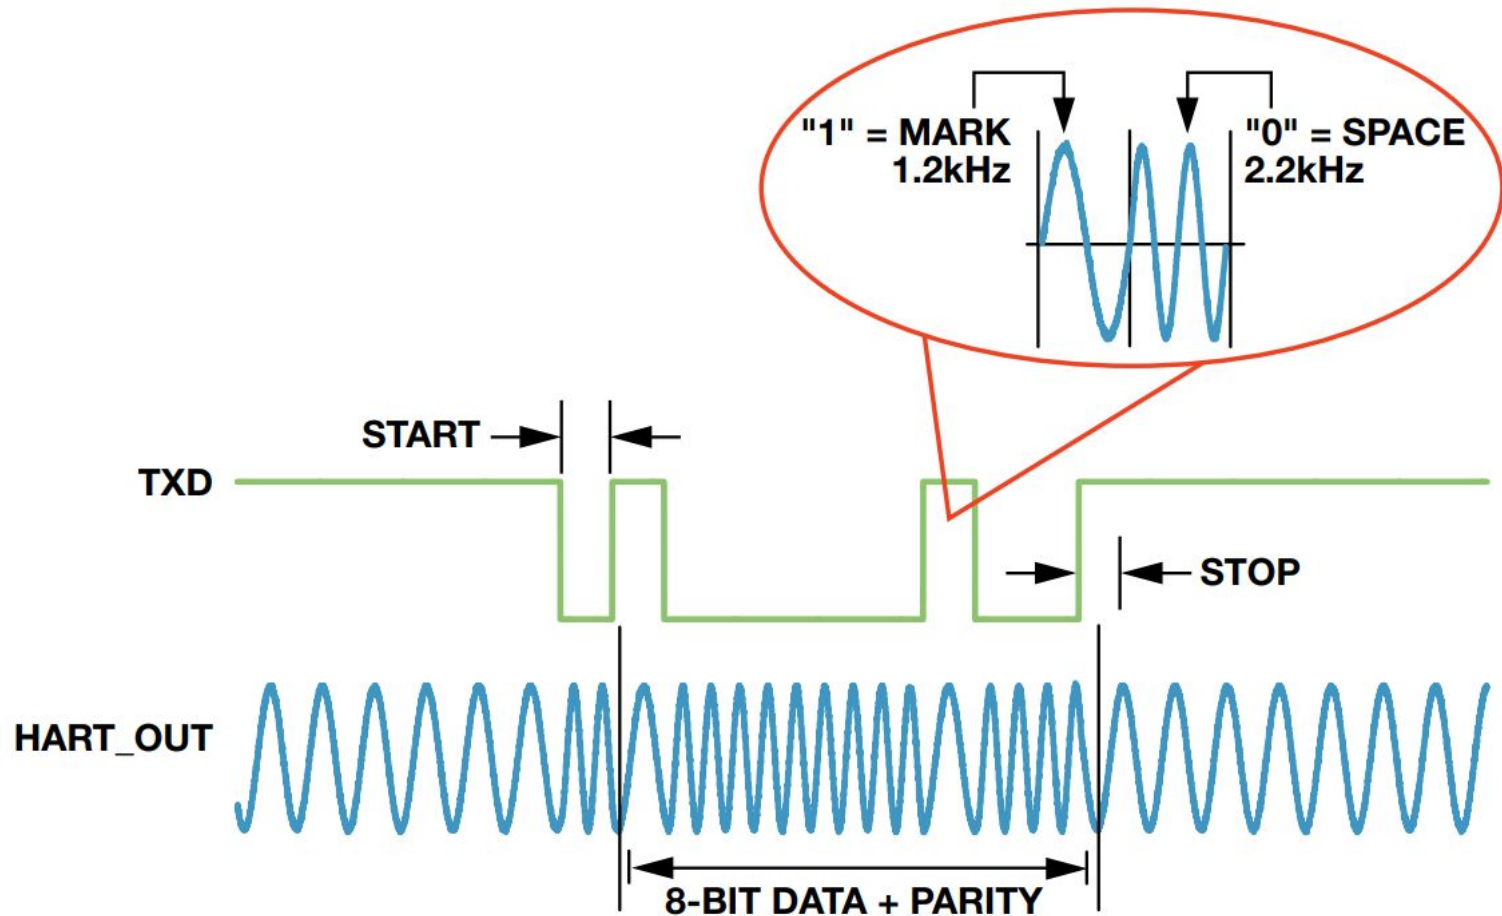 "1" = MARK
1.2kHz
"0" = SPACE
2.2kHz
START
TXD
STOP
HART_OUT
8-BIT DATA + PARITY